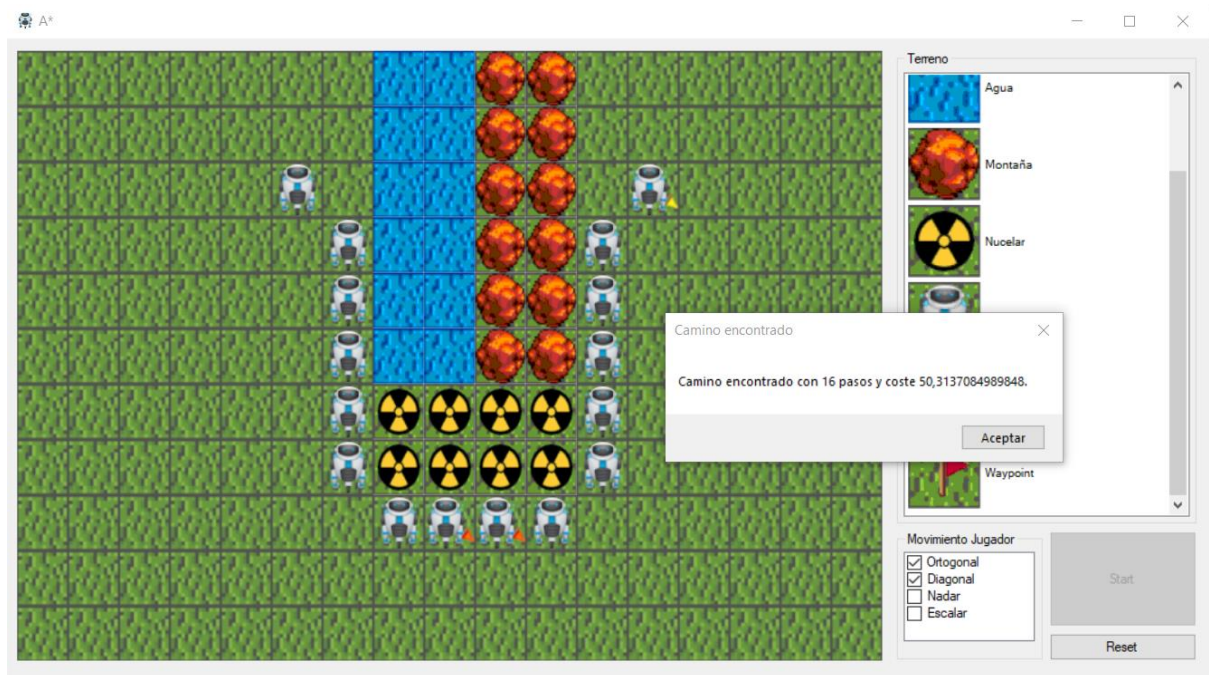 A*
Terreno
Agua
Montaña
Nucelar
Camino encontrado
Camino encontrado con 16 pasos y coste 50,3137084989848.
Aceptar
Waypoint
Movimiento Jugador
Ortogonal
Diagonal
Nadar
Escalar
Start
Reset